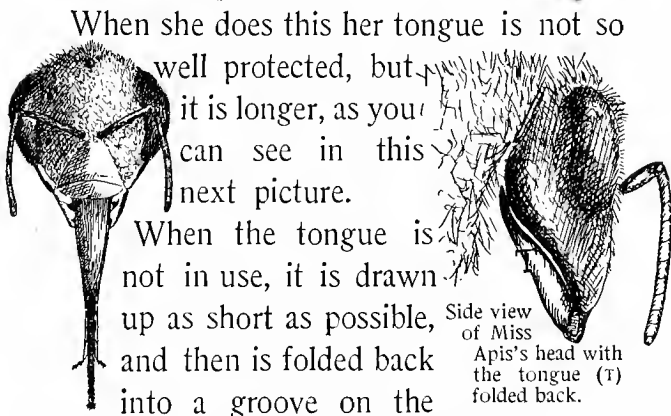 When she does this her tongue is not so
well protected, but
it is longer, as you
can see in this
next picture.
When the tongue is
not in use, it is drawn
up as short as possible,
and then is folded back
into a groove on the
T
Side view
of Miss
Apis's head with
the tongue (T)
folded back.